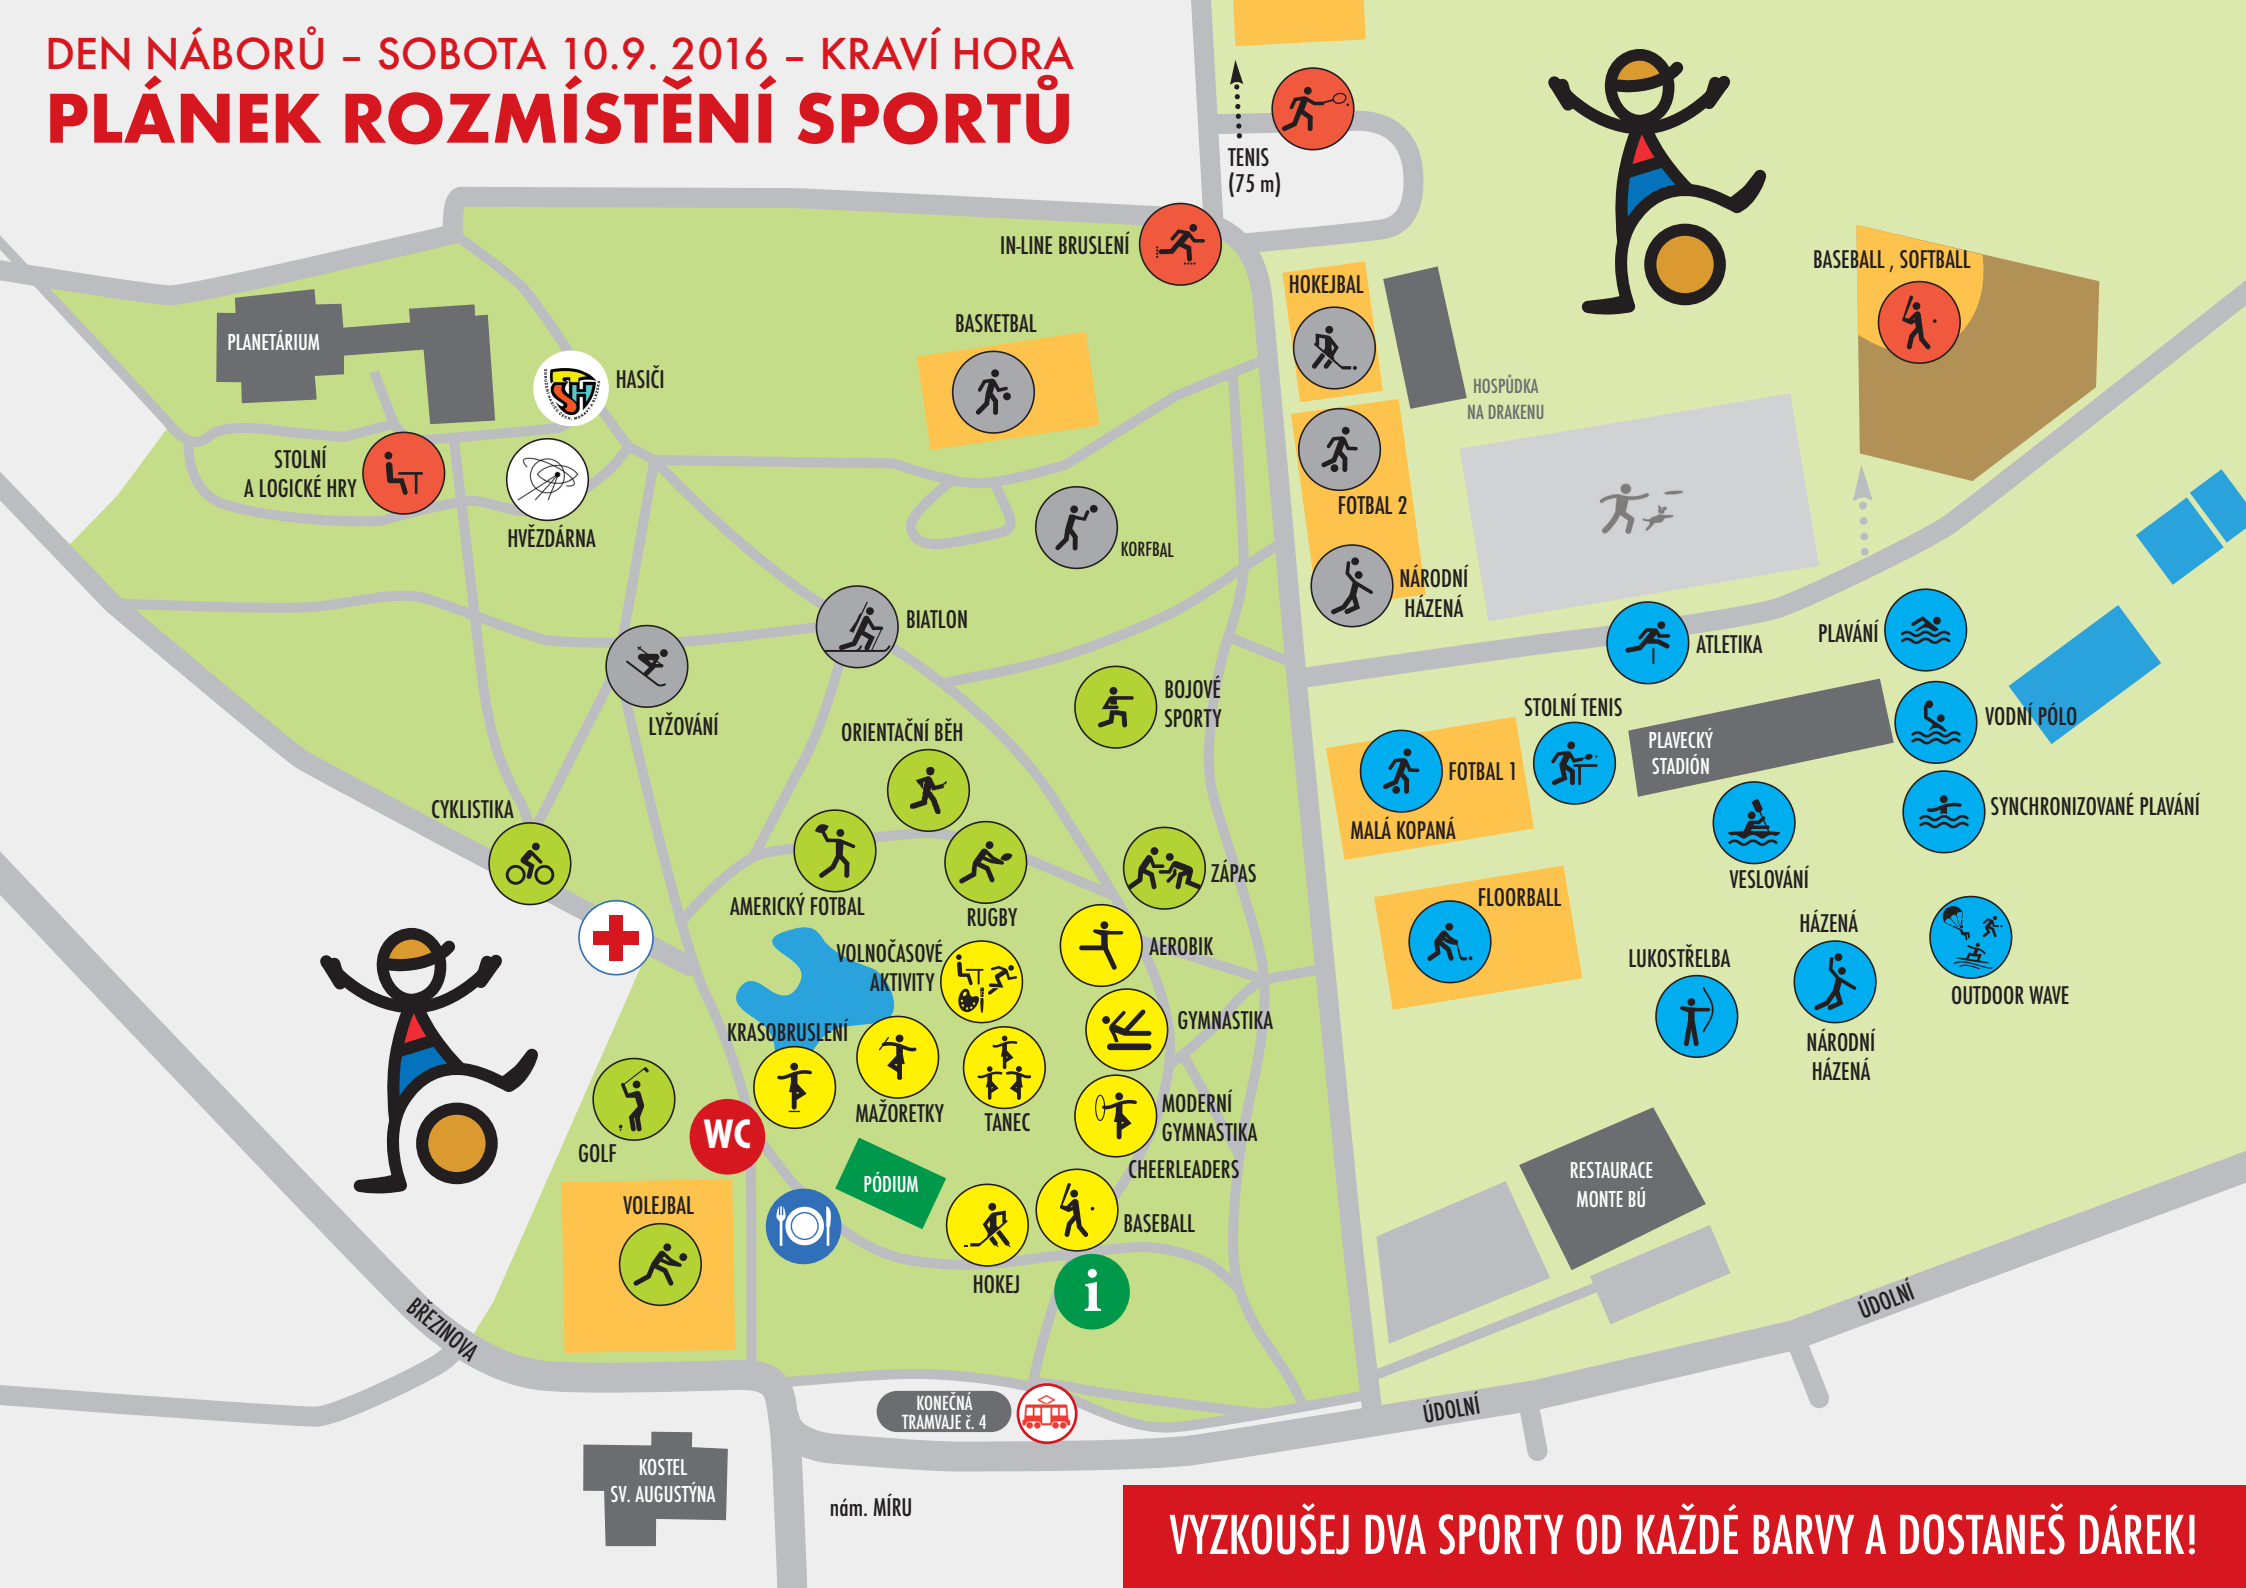 DEN NÁBORŮ – SOBOTA 10.9. 2016 – KRAVÍ HORA
PLÁNEK ROZMÍSTĚNÍ SPORTŮ
TENIS
(75 m)
IN-LINE BRUSLENÍ
BASEBALL , SOFTBALL
HOKEJBAL
BASKETBAL
PLANETÁRIUM
HASIČI
HOSPŮDKA
NA DRAKENU
STOLNÍ
A LOGICKÉ HRY
HVĚZDÁRNA
FOTBAL 2
KORFBAL
NÁRODNÍ
HÁZENÁ
BIATLON
ATLETIKA
PLAVÁNÍ
LYŽOVÁNÍ
BOJOVÉ
SPORTY
STOLNÍ TENIS
VODNÍ PÓLO
ORIENTAČNÍ BĚH
PLAVECKÝ
STADIÓN
FOTBAL 1
MALÁ KOPANÁ
CYKLISTIKA
SYNCHRONIZOVANÉ PLAVÁNÍ
ZÁPAS
VESLOVÁNÍ
AMERICKÝ FOTBAL
RUGBY
FLOORBALL
HÁZENÁ
VOLNOČASOVÉ
AKTIVITY
AEROBIK
LUKOSTŘELBA
OUTDOOR WAVE
KRASOBRUSLENÍ
GYMNASTIKA
NÁRODNÍ
HÁZENÁ
MAŽORETKY
TANEC
MODERNÍ
GYMNASTIKA
WC
GOLF
CHEERLEADERS
PÓDIUM
RESTAURACE
MONTE BÚ
VOLEJBAL
BASEBALL
HOKEJ
i
BŘEZINOVA
ÚDOLNÍ
ÚDOLNÍ
KONEČNÁ
TRAMVAJE č. 4
KOSTEL
SV. AUGUSTÝNA
nám. MÍRU
VYZKOUŠEJ DVA SPORTY OD KAŽDÉ BARVY A DOSTANEŠ DÁREK!